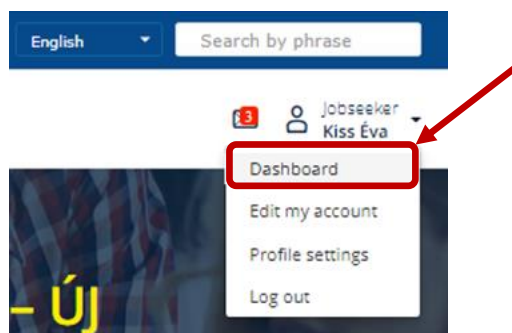 English
Search by phrase
3
Jobseeker
Kiss Éva
Dashboard
Edit my account
Profile settings
Log out
– ÚJ